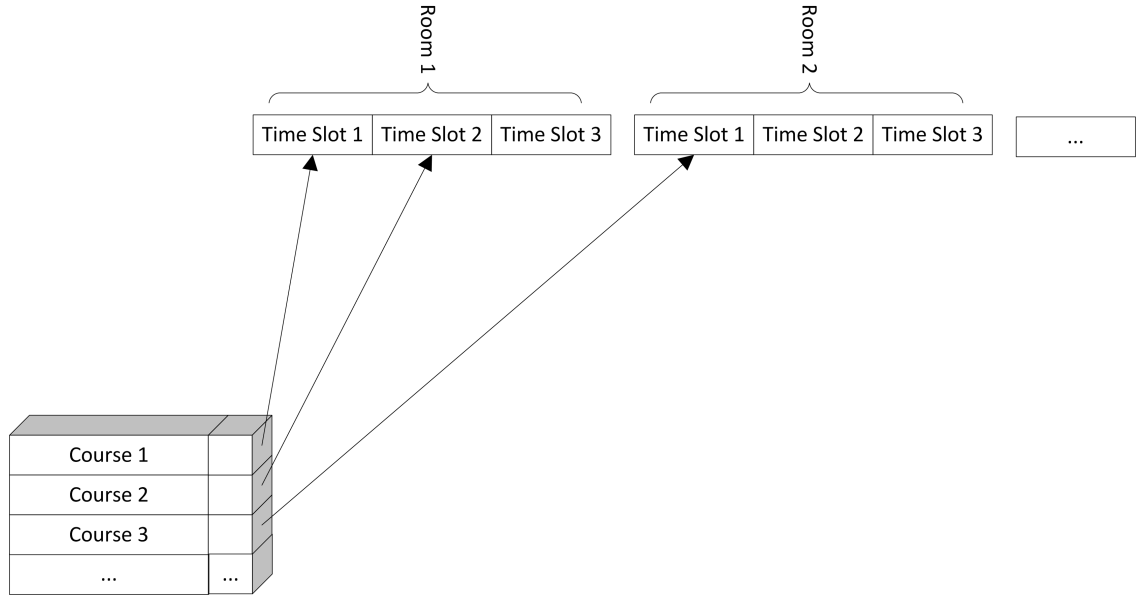 Room 1
Room 2
Time Slot 1 Time Slot 2 Time Slot 3 Time Slot 1 Time Slot 2 Time Slot 3 ...
Course 1
Course 2
Course 3
... ...